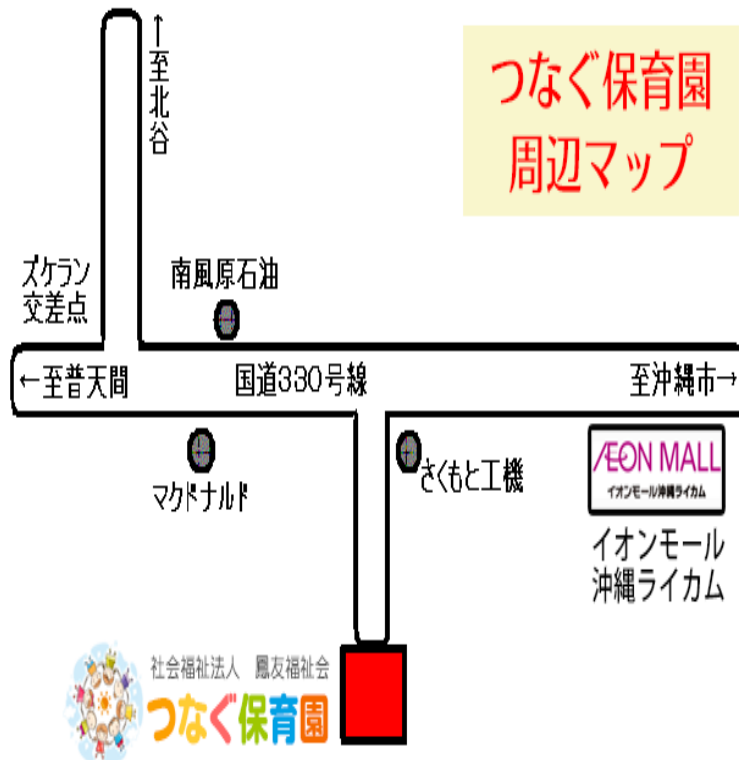 ↑至北谷
つなぐ保育園
周辺マップ
ズケラン
交差点
南風原石油
←至普天間
国道330号線
至沖縄市→
マクドナルド
さくもと工機
ÆON MALL
イオンモール沖縄ライカム
イオンモール
沖縄ライカム
社会福祉法人 鳳友福祉会
つなぐ保育園